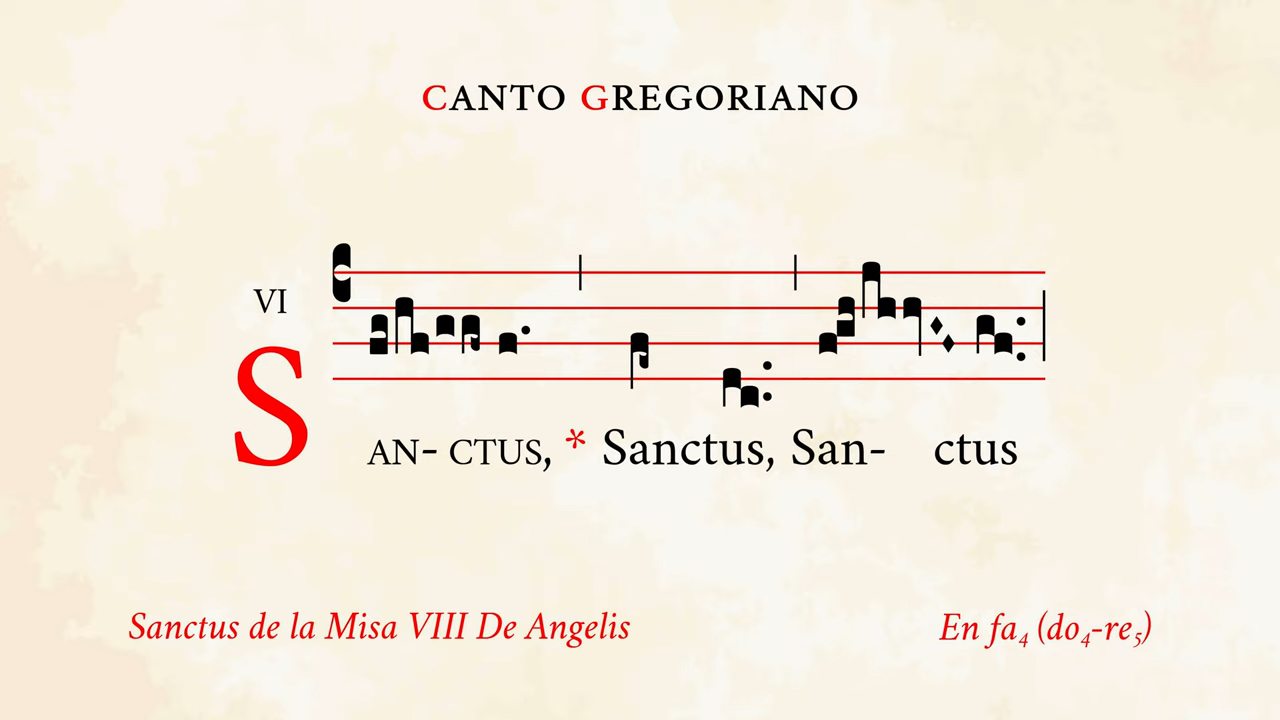 CANTO GREGORIANO
VI
SAN- CTUS, * Sanctus, San- ctus
Sanctus de la Misa VIII De Angelis
En fa₄ (do₄-re₅)